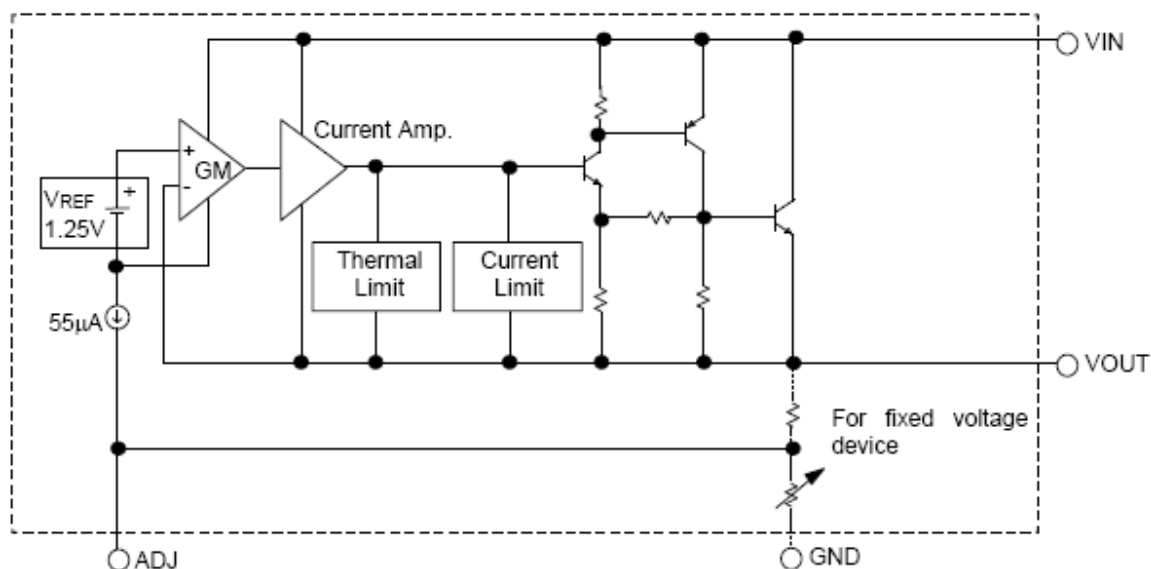 VIN
Current Amp.
+
GM
-
VREF
+
1.25V
Thermal
Limit
Current
Limit
55µA
VOUT
For fixed voltage
device
ADJ
GND